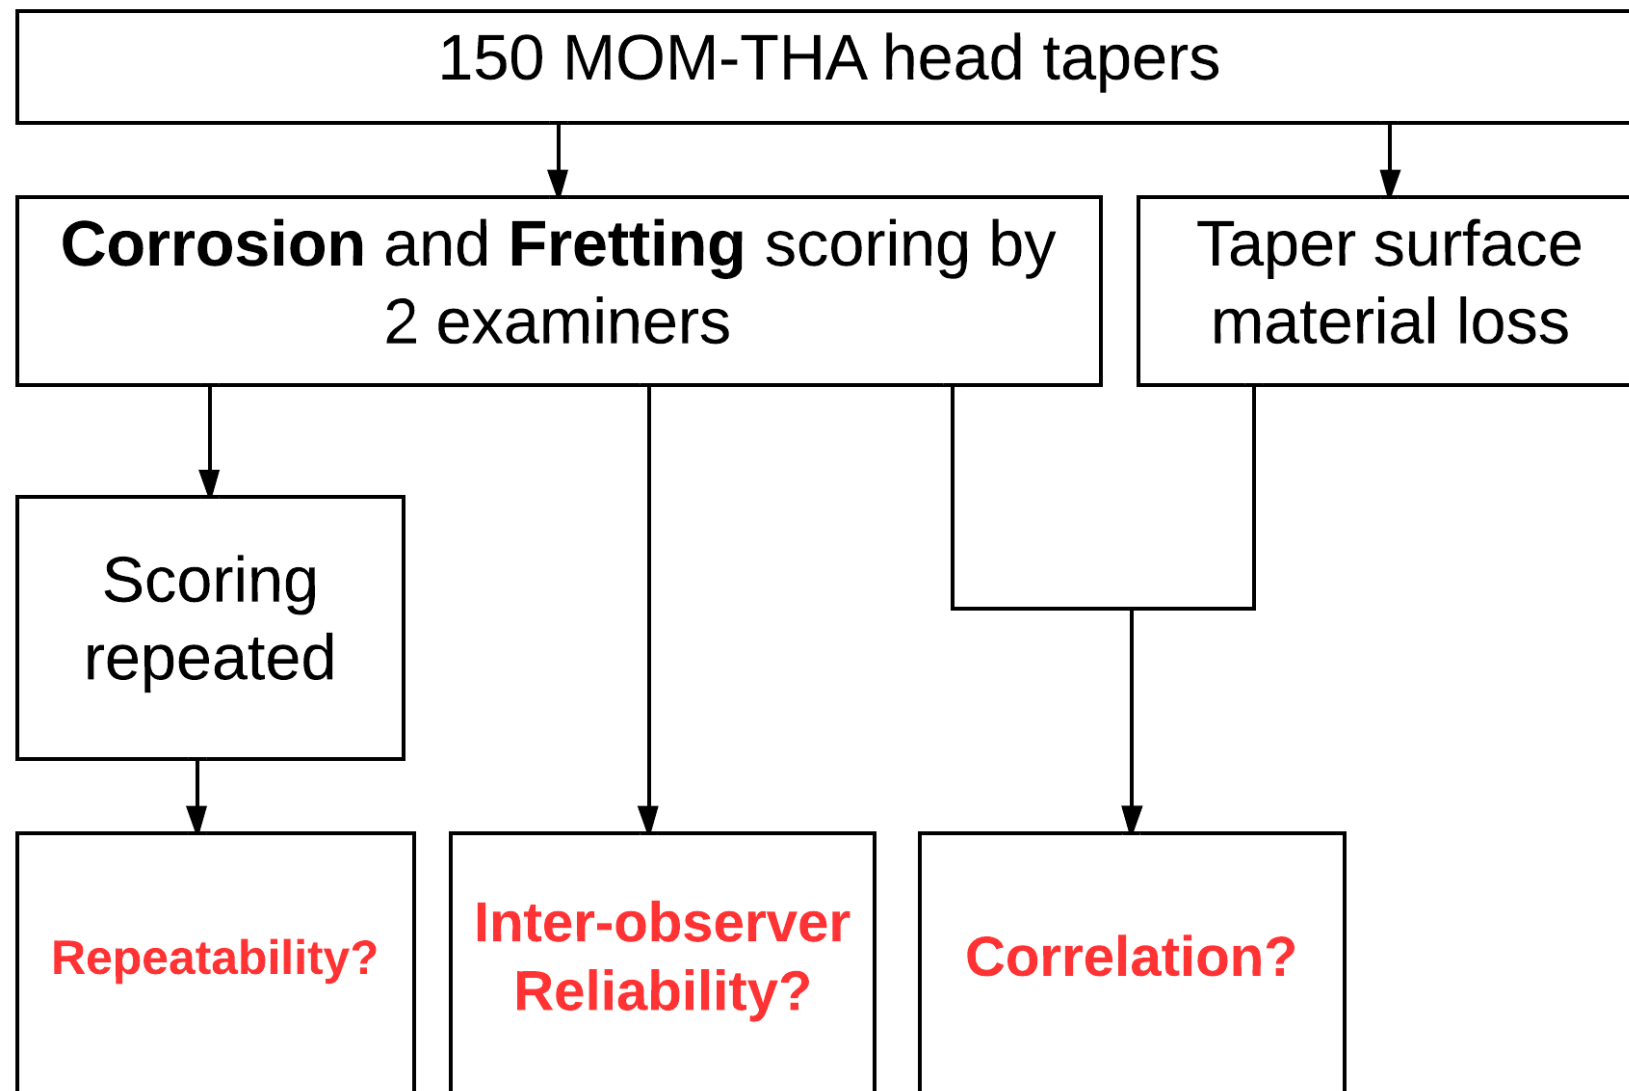 150 MOM-THA head tapers
Corrosion and Fretting scoring by
2 examiners
Taper surface
material loss
Scoring
repeated
Repeatability?
Inter-observer
Reliability?
Correlation?